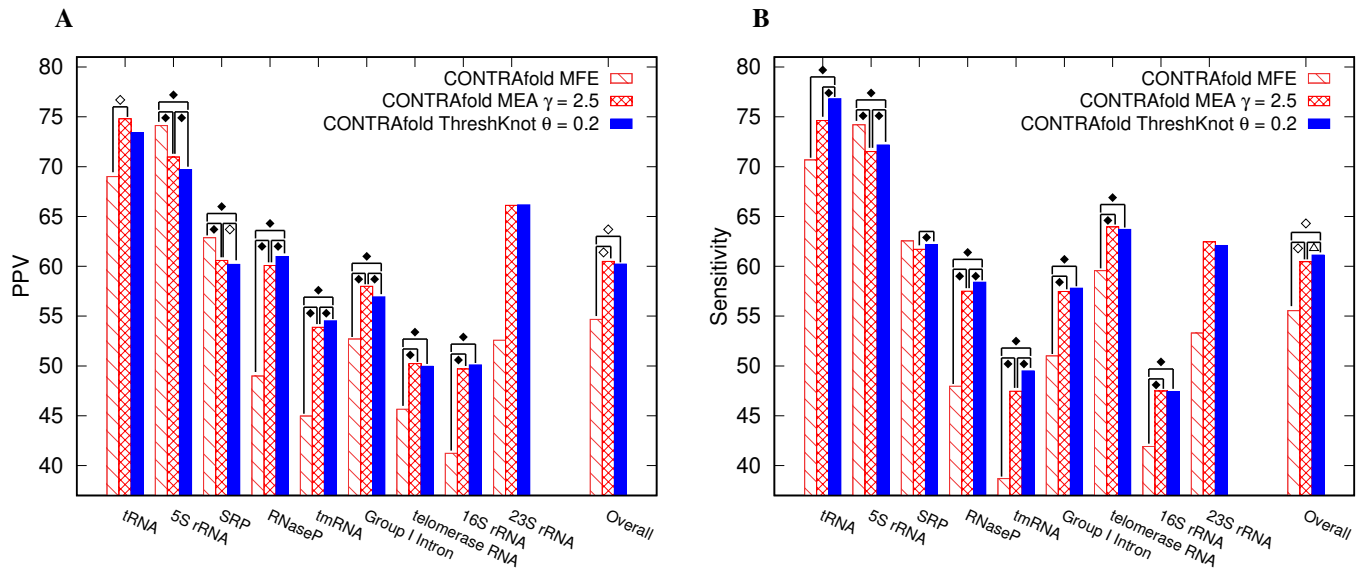 A
PPV
80
75
70
65
60
55
50
45
40
CONTRAfold MFE
CONTRAfold MEA γ = 2.5
CONTRAfold ThreshKnot θ = 0.2
tRNA
5S rRNA
SRP
RNaseP
tmRNA
Group I Intron
telomerase RNA
16S rRNA
23S rRNA
Overall
B
Sensitivity
80
75
70
65
60
55
50
45
40
CONTRAfold MFE
CONTRAfold MEA γ = 2.5
CONTRAfold ThreshKnot θ = 0.2
tRNA
5S rRNA
SRP
RNaseP
tmRNA
Group I Intron
telomerase RNA
16S rRNA
23S rRNA
Overall